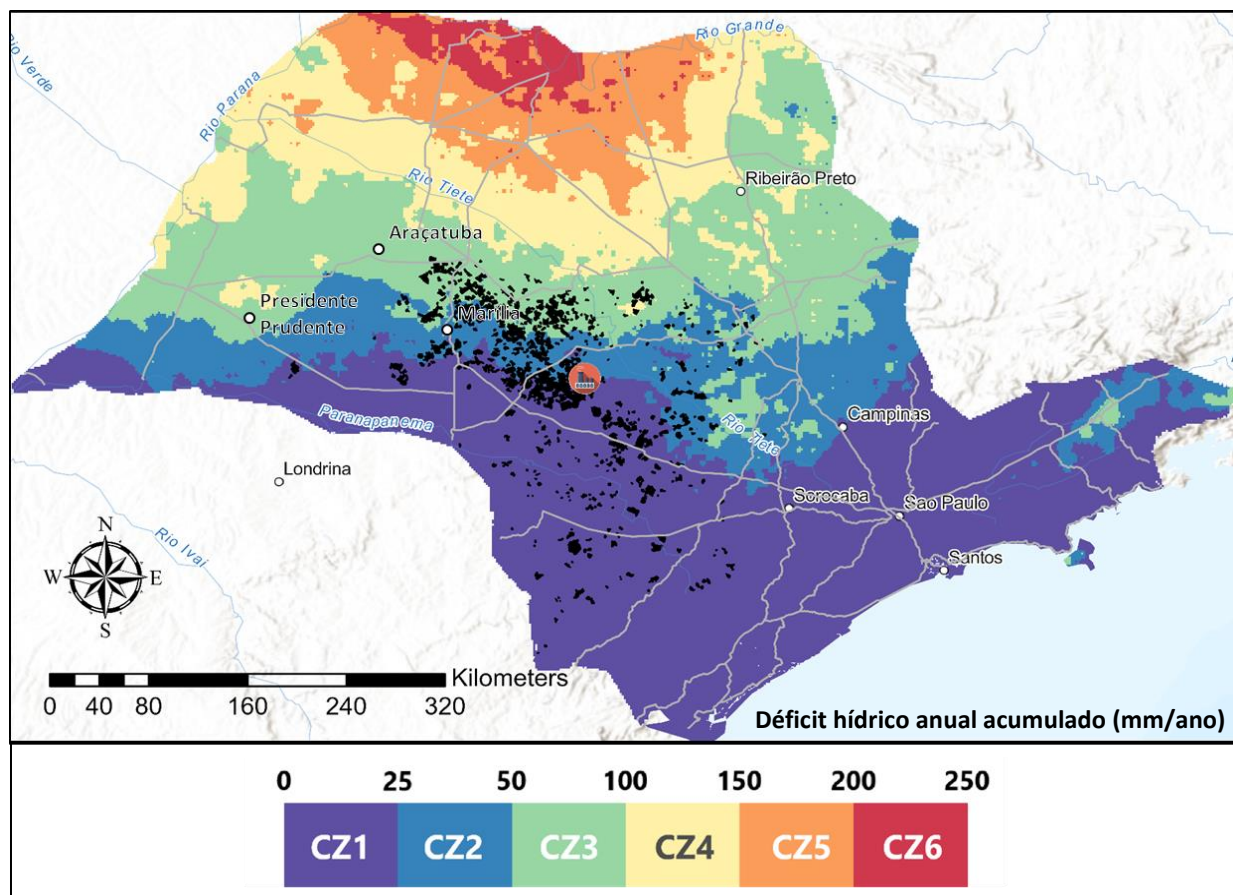 Rio Grande
Rio Verde
Rio Parana
Rio Tiete
Ribeirão Preto
Araçatuba
Presidente
Prudente
Marília
Paranapanema
Rio Tiete
Campinas
Londrina
Sorocaba
Sao Paulo
Rio Ivai
N
W E
S
Santos
Kilometers
0 40 80 160 240 320
Déficit hídrico anual acumulado (mm/ano)
0 25 50 100 150 200 250
CZ1 CZ2 CZ3 CZ4 CZ5 CZ6